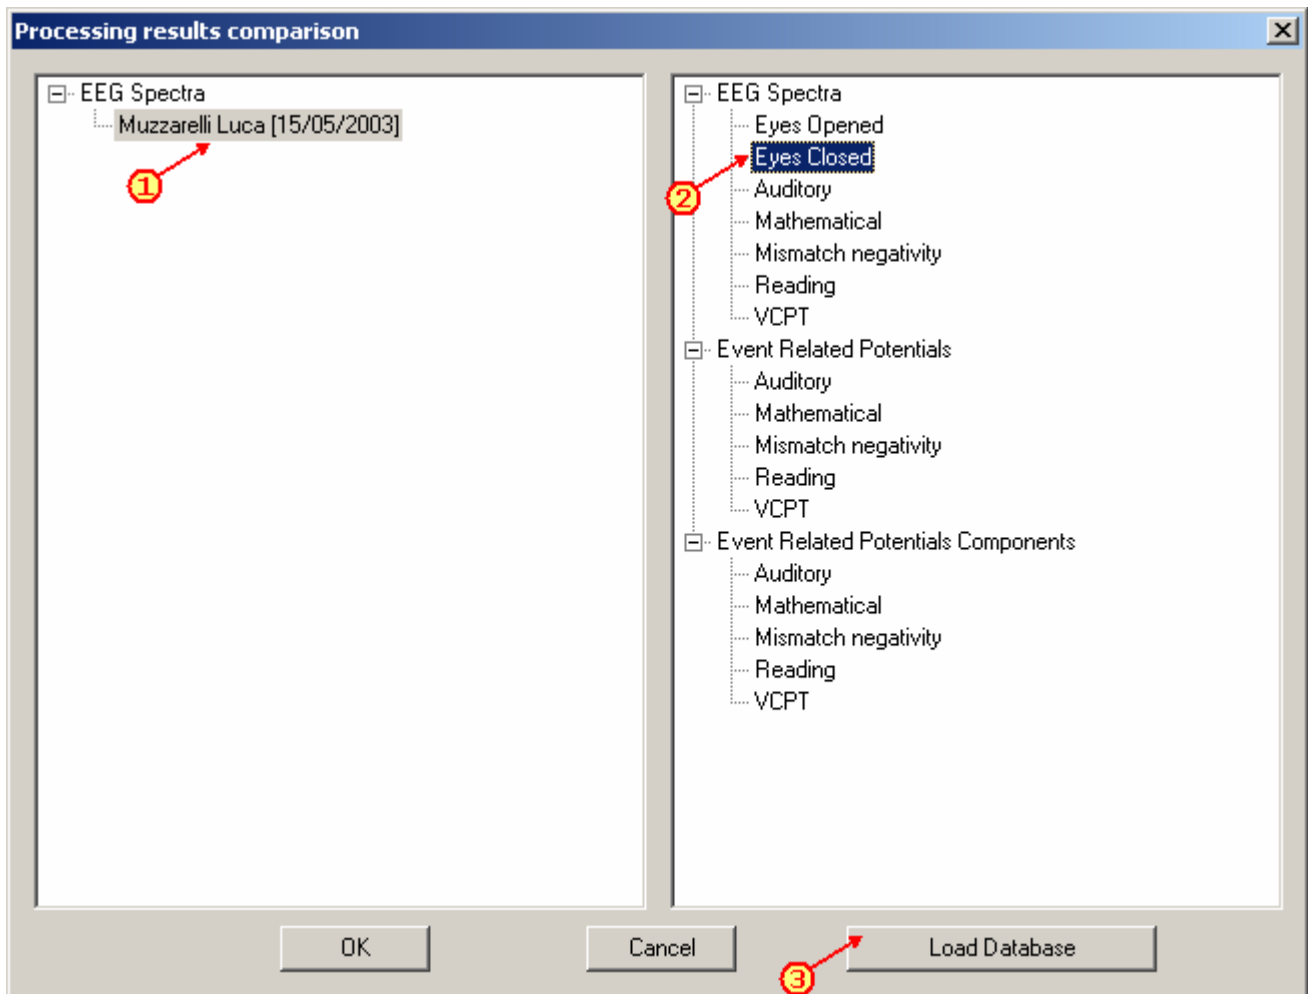 Processing results comparison
EEG Spectra
Muzzarelli Luca [15/05/2003]
1
EEG Spectra
Eyes Opened
Eyes Closed
2
Auditory
Mathematical
Mismatch negativity
Reading
VCPT
Event Related Potentials
Auditory
Mathematical
Mismatch negativity
Reading
VCPT
Event Related Potentials Components
Auditory
Mathematical
Mismatch negativity
Reading
VCPT
OK
Cancel
Load Database
3